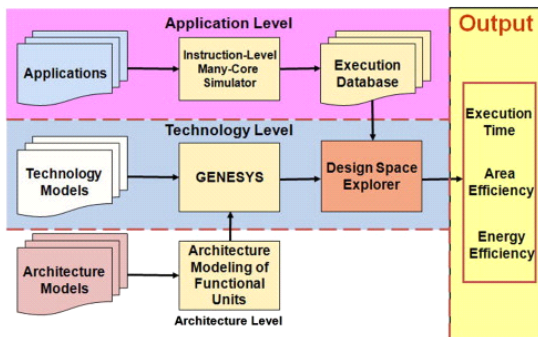 Application Level
Output
Applications
Instruction-Level
Many-Core
Simulator
Execution
Database
Technology Level
Technology
Models
GENESYS
Design Space
Explorer
Execution
Time
Area
Efficiency
Energy
Efficiency
Architecture
Models
Architecture
Modeling of
Functional
Units
Architecture Level